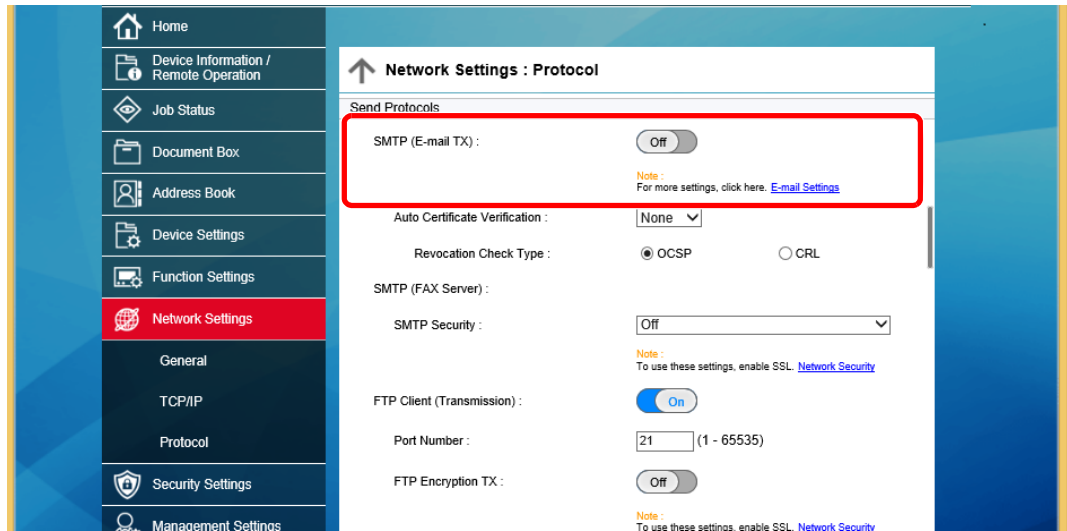 Home
Device Information /
Remote Operation
Job Status
Document Box
Address Book
Device Settings
Function Settings
Network Settings
General
TCP/IP
Protocol
Security Settings
Management Settings
Network Settings : Protocol
Send Protocols
SMTP (E-mail TX) :
Off
Note :
For more settings, click here. E-mail Settings
Auto Certificate Verification :
None
Revocation Check Type :
OCSP
CRL
SMTP (FAX Server) :
SMTP Security :
Off
Note :
To use these settings, enable SSL. Network Security
FTP Client (Transmission) :
On
Port Number :
21 (1 - 65535)
FTP Encryption TX :
Off
Note :
To use these settings, enable SSL. Network Security